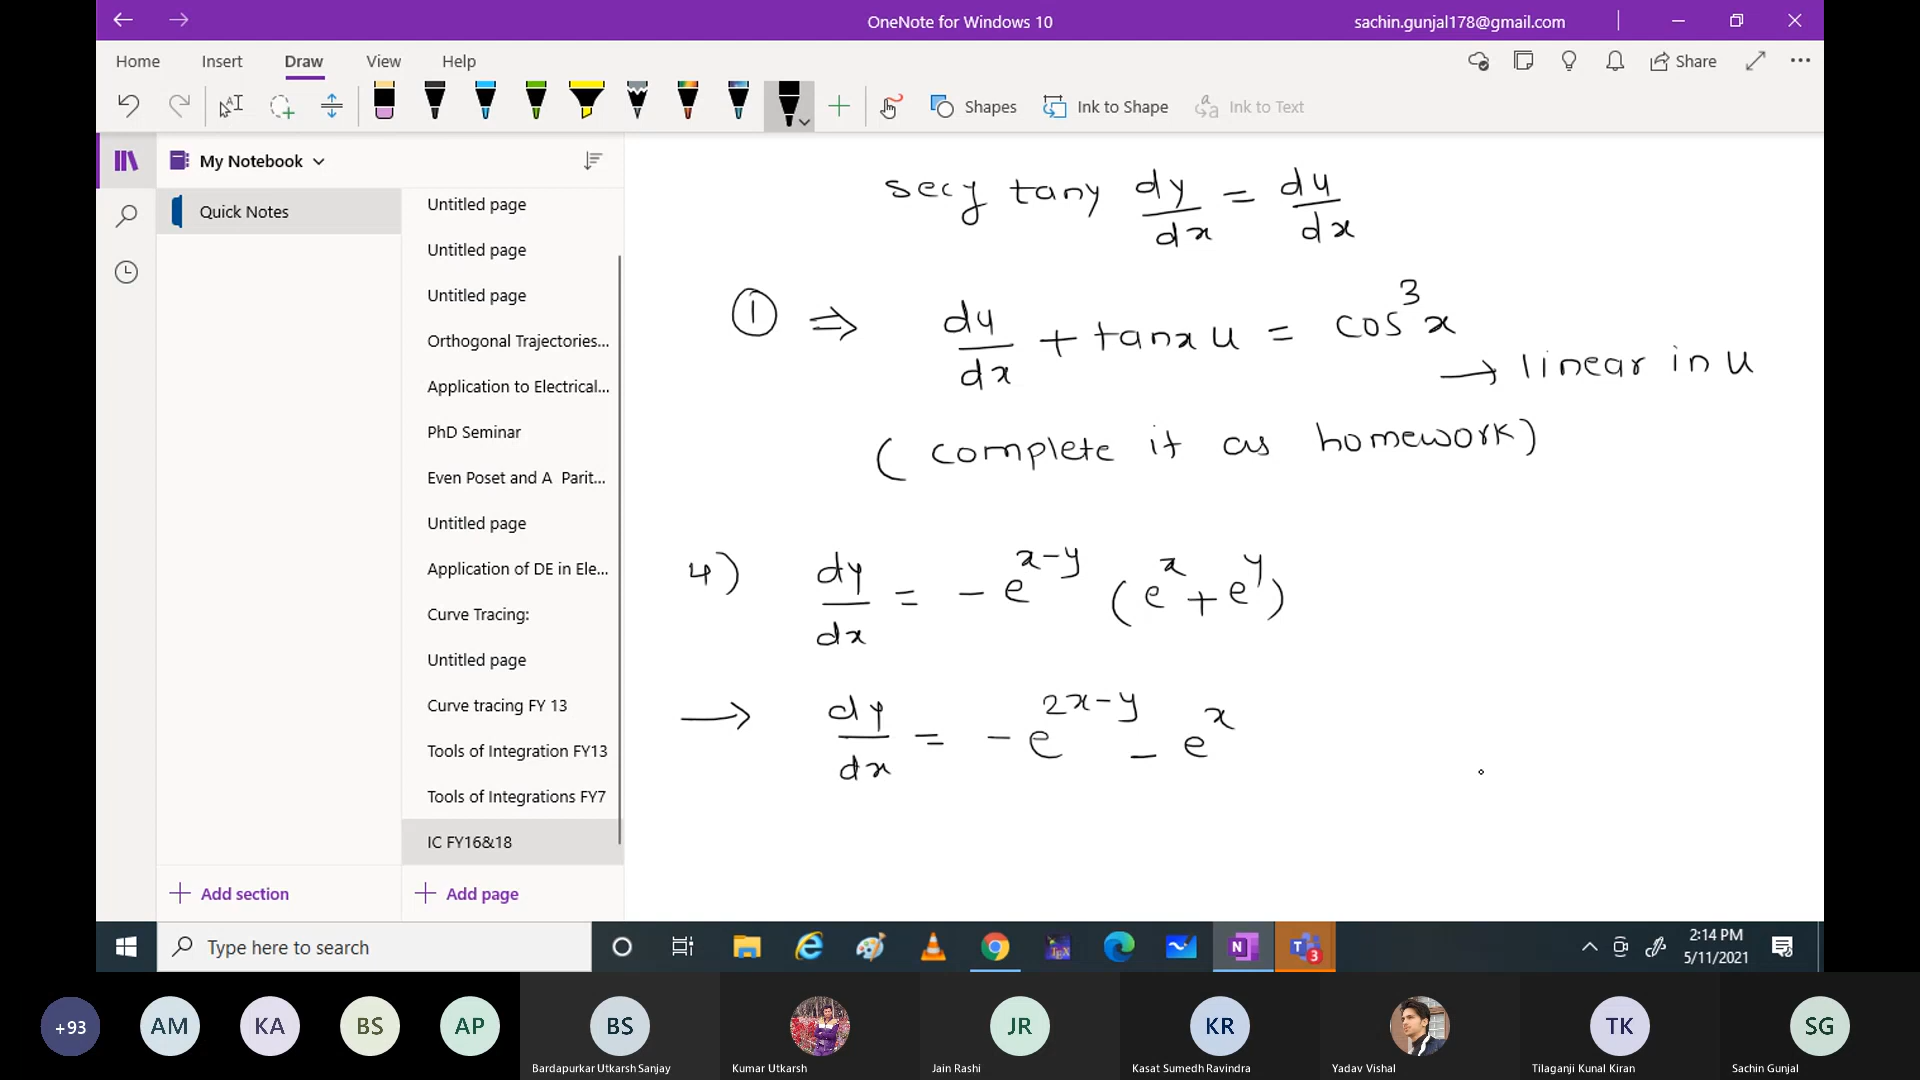 OneNote for Windows 10
sachin.gunjal178@gmail.com
Home Insert Draw View Help
Share
Shapes Ink to Shape Ink to Text
My Notebook
Quick Notes
Untitled page
Untitled page
Untitled page
Orthogonal Trajectories...
Application to Electrical...
PhD Seminar
Even Poset and A Parit...
Untitled page
Application of DE in Ele...
Curve Tracing:
Untitled page
Curve tracing FY 13
Tools of Integration FY13
Tools of Integrations FY7
IC FY16&18
Add section
Add page
secy tany dy/dx = du/dx
① ⇒ du/dx + tanx u = cos³x
→ linear in u
(complete it as homework)
4) dy/dx = -e^(x-y) (e^x + e^y)
→ dy/dx = -e^(2x-y) - e^x
Type here to search
3
2:14 PM
5/11/2021
+93 AM KA BS AP BS JR KR TK SG
Bardapurkar Utkarsh Sanjay
Kumar Utkarsh
Jain Rashi
Kasat Sumedh Ravindra
Yadav Vishal
Tilaganji Kunal Kiran
Sachin Gunjal